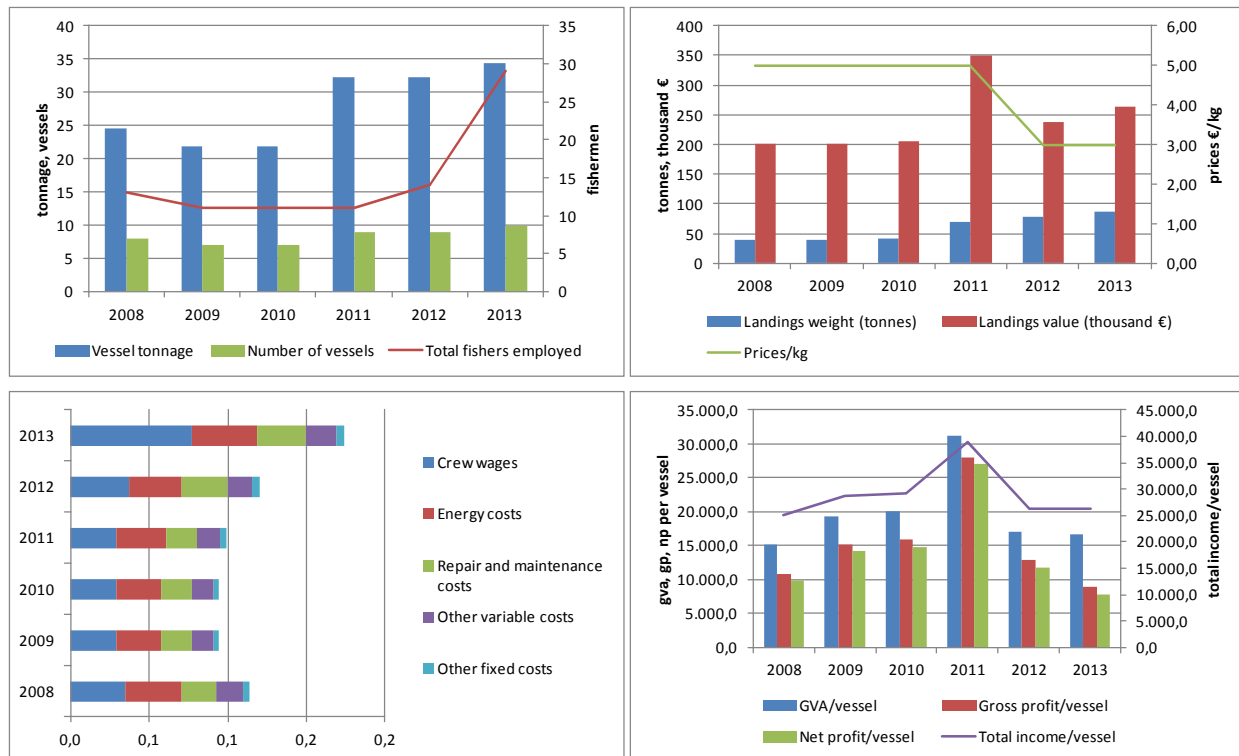 40
35
30
25
20
15
10
5
0
tonnage, vessels
35
30
25
20
15
10
5
0
fishermen
2008 2009 2010 2011 2012 2013
Vessel tonnage Number of vessels Total fishers employed
400
350
300
250
200
150
100
50
0
tonnes, thousand €
6,00
5,00
4,00
3,00
2,00
1,00
0,00
prices €/kg
2008 2009 2010 2011 2012 2013
Landings weight (tonnes) Landings value (thousand €)
Prices/kg
2013
2012
2011
2010
2009
2008
0,0 0,1 0,1 0,2 0,2
Crew wages
Energy costs
Repair and maintenance
costs
Other variable costs
Other fixed costs
35.000,0
30.000,0
25.000,0
20.000,0
15.000,0
10.000,0
5.000,0
0,0
gva, gp, np per vessel
45.000,0
40.000,0
35.000,0
30.000,0
25.000,0
20.000,0
15.000,0
10.000,0
5.000,0
0,0
total income/vessel
2008 2009 2010 2011 2012 2013
GVA/vessel Gross profit/vessel
Net profit/vessel Total income/vessel